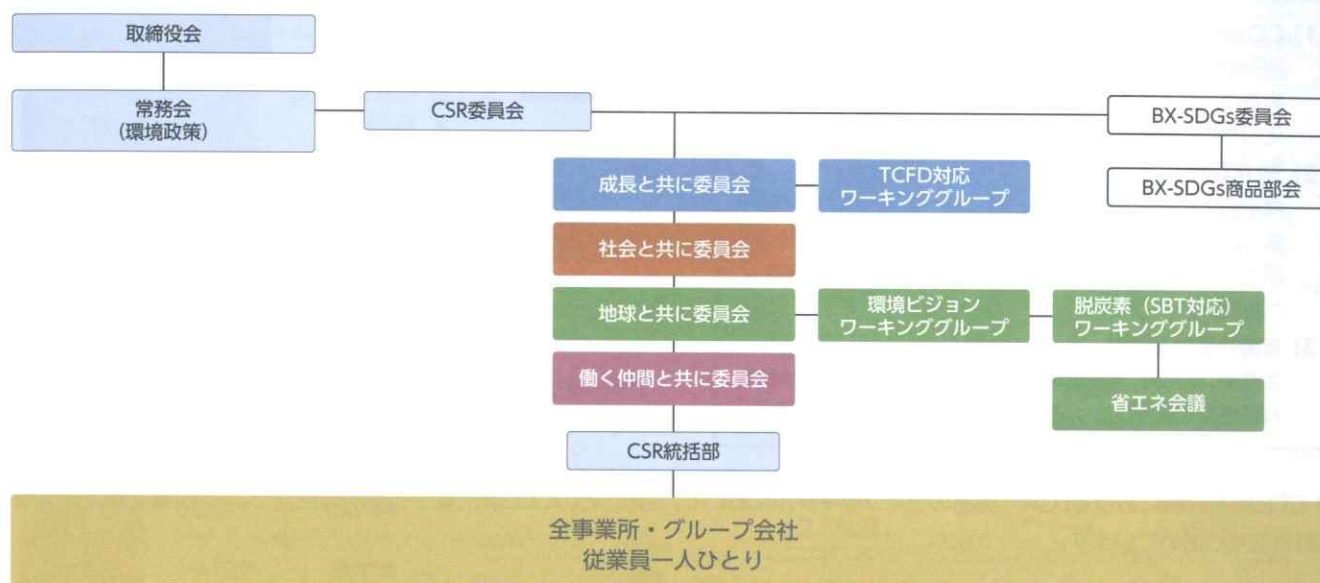 取締役会
常務会
(環境政策)
CSR委員会
BX-SDGs委員会
BX-SDGs商品部会
成長と共に委員会
TCFD対応
ワーキンググループ
社会と共に委員会
地球と共に委員会
環境ビジョン
ワーキンググループ
脱炭素(SBT対応)
ワーキンググループ
働く仲間と共に委員会
省エネ会議
CSR統括部
全事業所・グループ会社
従業員一人ひとり